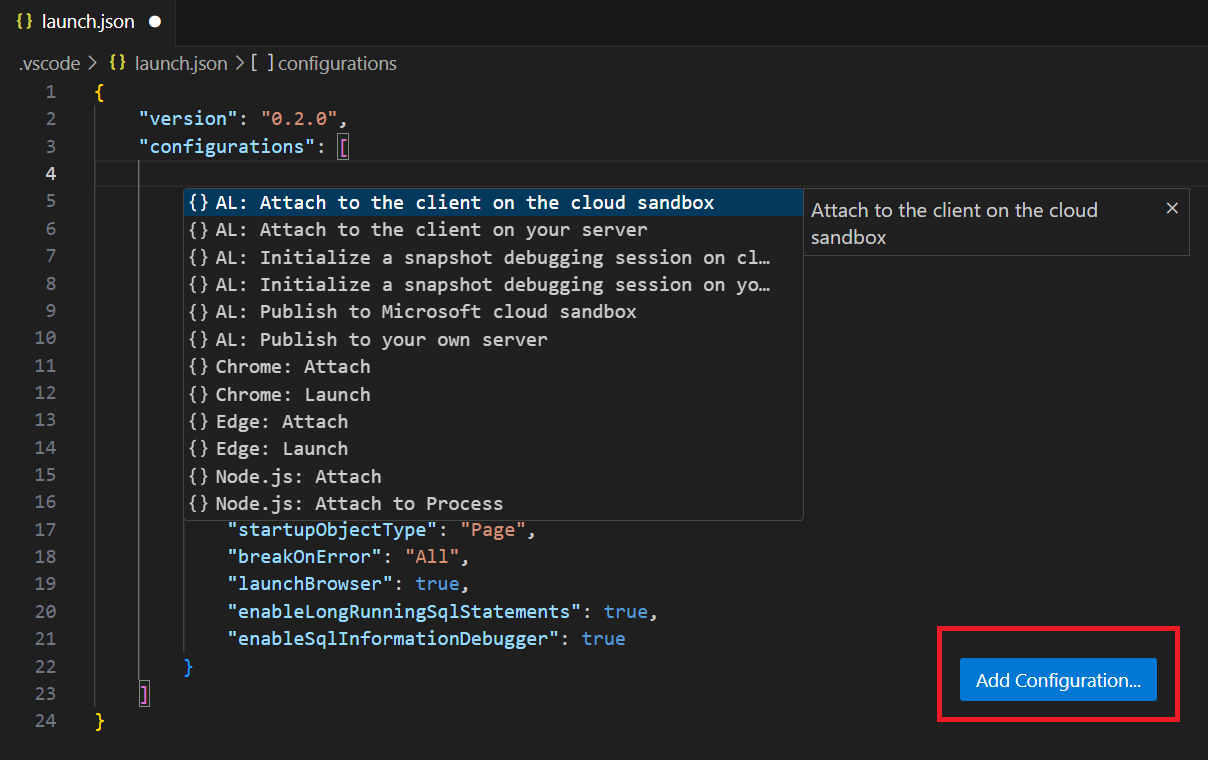 {} launch.json ●
.vscode > {} launch.json > [ ] configurations
1 {
2 "version": "0.2.0",
3 "configurations": [
4
5 {} AL: Attach to the client on the cloud sandbox
Attach to the client on the cloud sandbox ×
6 {} AL: Attach to the client on your server
7 {} AL: Initialize a snapshot debugging session on cl…
8 {} AL: Initialize a snapshot debugging session on yo…
9 {} AL: Publish to Microsoft cloud sandbox
10 {} AL: Publish to your own server
11 {} Chrome: Attach
12 {} Chrome: Launch
13 {} Edge: Attach
14 {} Edge: Launch
15 {} Node.js: Attach
16 {} Node.js: Attach to Process
17 "startupObjectType": "Page",
18 "breakOnError": "All",
19 "launchBrowser": true,
20 "enableLongRunningSqlStatements": true,
21 "enableSqlInformationDebugger": true
22 }
23 ]
24 }
Add Configuration...